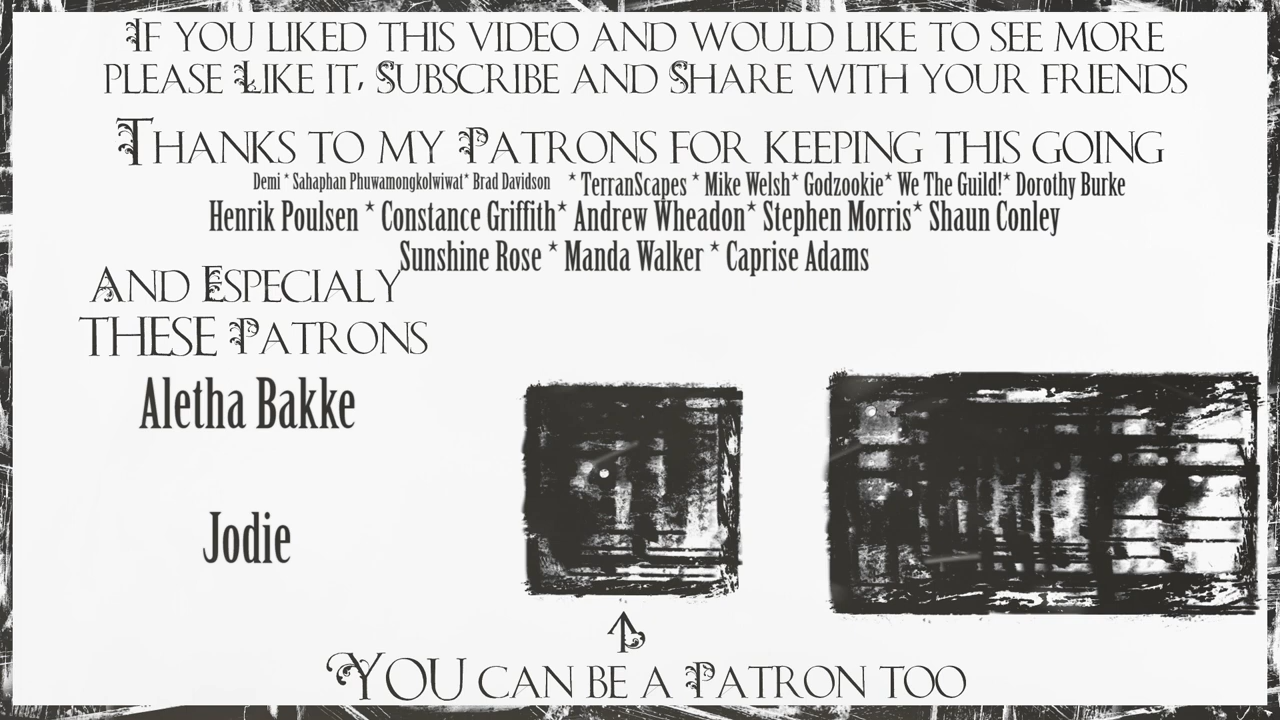 If you liked this video and would like to see more
please Like it, Subscribe and Share with your friends
Thanks to my Patrons for keeping this going
Demi * Sahaphan Phuwamongkolwiwat* Brad Davidson * TerranScapes * Mike Welsh* Godzookie* We The Guild!* Dorothy Burke
Henrik Poulsen * Constance Griffith* Andrew Wheadon* Stephen Morris* Shaun Conley
Sunshine Rose * Manda Walker * Caprise Adams
And Especialy
THESE Patrons
Aletha Bakke
Jodie
YOU can be a Patron too